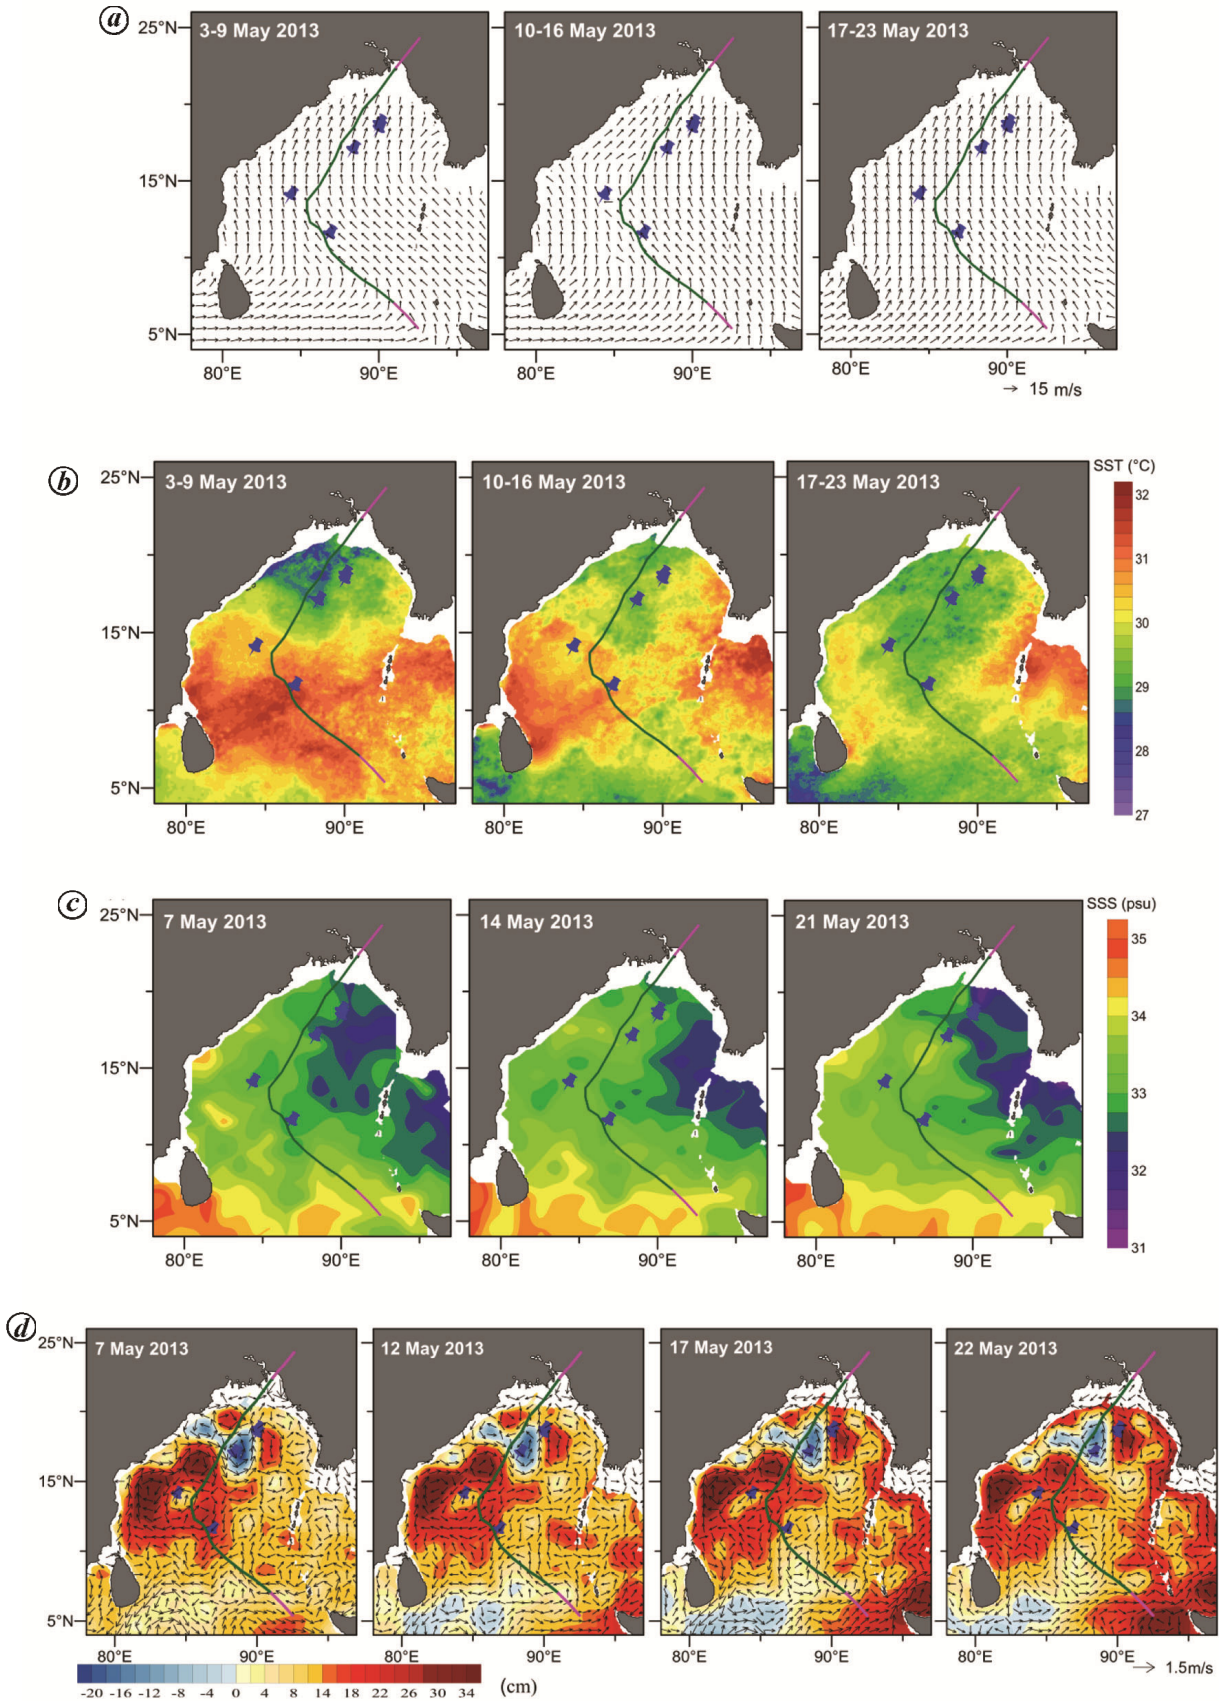 a
25°N
3-9 May 2013
10-16 May 2013
17-23 May 2013
15°N
5°N
80°E
90°E
80°E
90°E
80°E
90°E
15 m/s
b
25°N
3-9 May 2013
10-16 May 2013
17-23 May 2013
SST (°C)
32
31
30
29
28
27
15°N
5°N
80°E
90°E
80°E
90°E
80°E
90°E
c
25°N
7 May 2013
14 May 2013
21 May 2013
SSS (psu)
35
34
33
32
31
15°N
5°N
80°E
90°E
80°E
90°E
80°E
90°E
d
25°N
7 May 2013
12 May 2013
17 May 2013
22 May 2013
15°N
5°N
80°E
90°E
80°E
90°E
80°E
90°E
80°E
90°E
1.5m/s
-20 -16 -12 -8 -4 0 4 8 14 18 22 26 30 34 (cm)